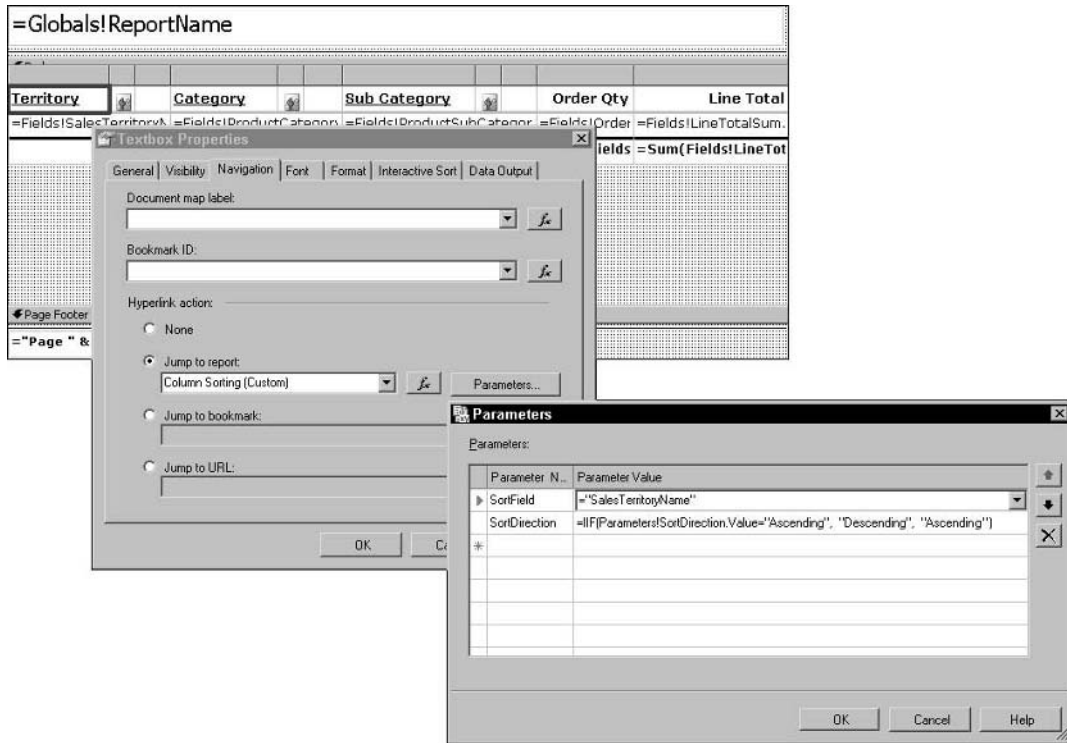 =Globals!ReportName
Territory Category Sub Category Order Qty Line Total
=Fields!SalesTerritoryN =Fields!ProductCategory =Fields!ProductSubCategor =Fields!Order =Fields!LineTotalSum.
ields =Sum(Fields!LineTot
Textbox Properties
General Visibility Navigation Font Format Interactive Sort Data Output
Document map label:
fx
Bookmark ID:
fx
Hyperlink action:
None
Jump to report:
Column Sorting (Custom) fx Parameters...
Jump to bookmark:
Jump to URL:
OK
Page Footer
="Page " &
Parameters
Parameters:
Parameter N... Parameter Value
SortField ="SalesTerritoryName"
SortDirection =IIF(Parameters!SortDirection.Value="Ascending", "Descending", "Ascending")
OK Cancel Help